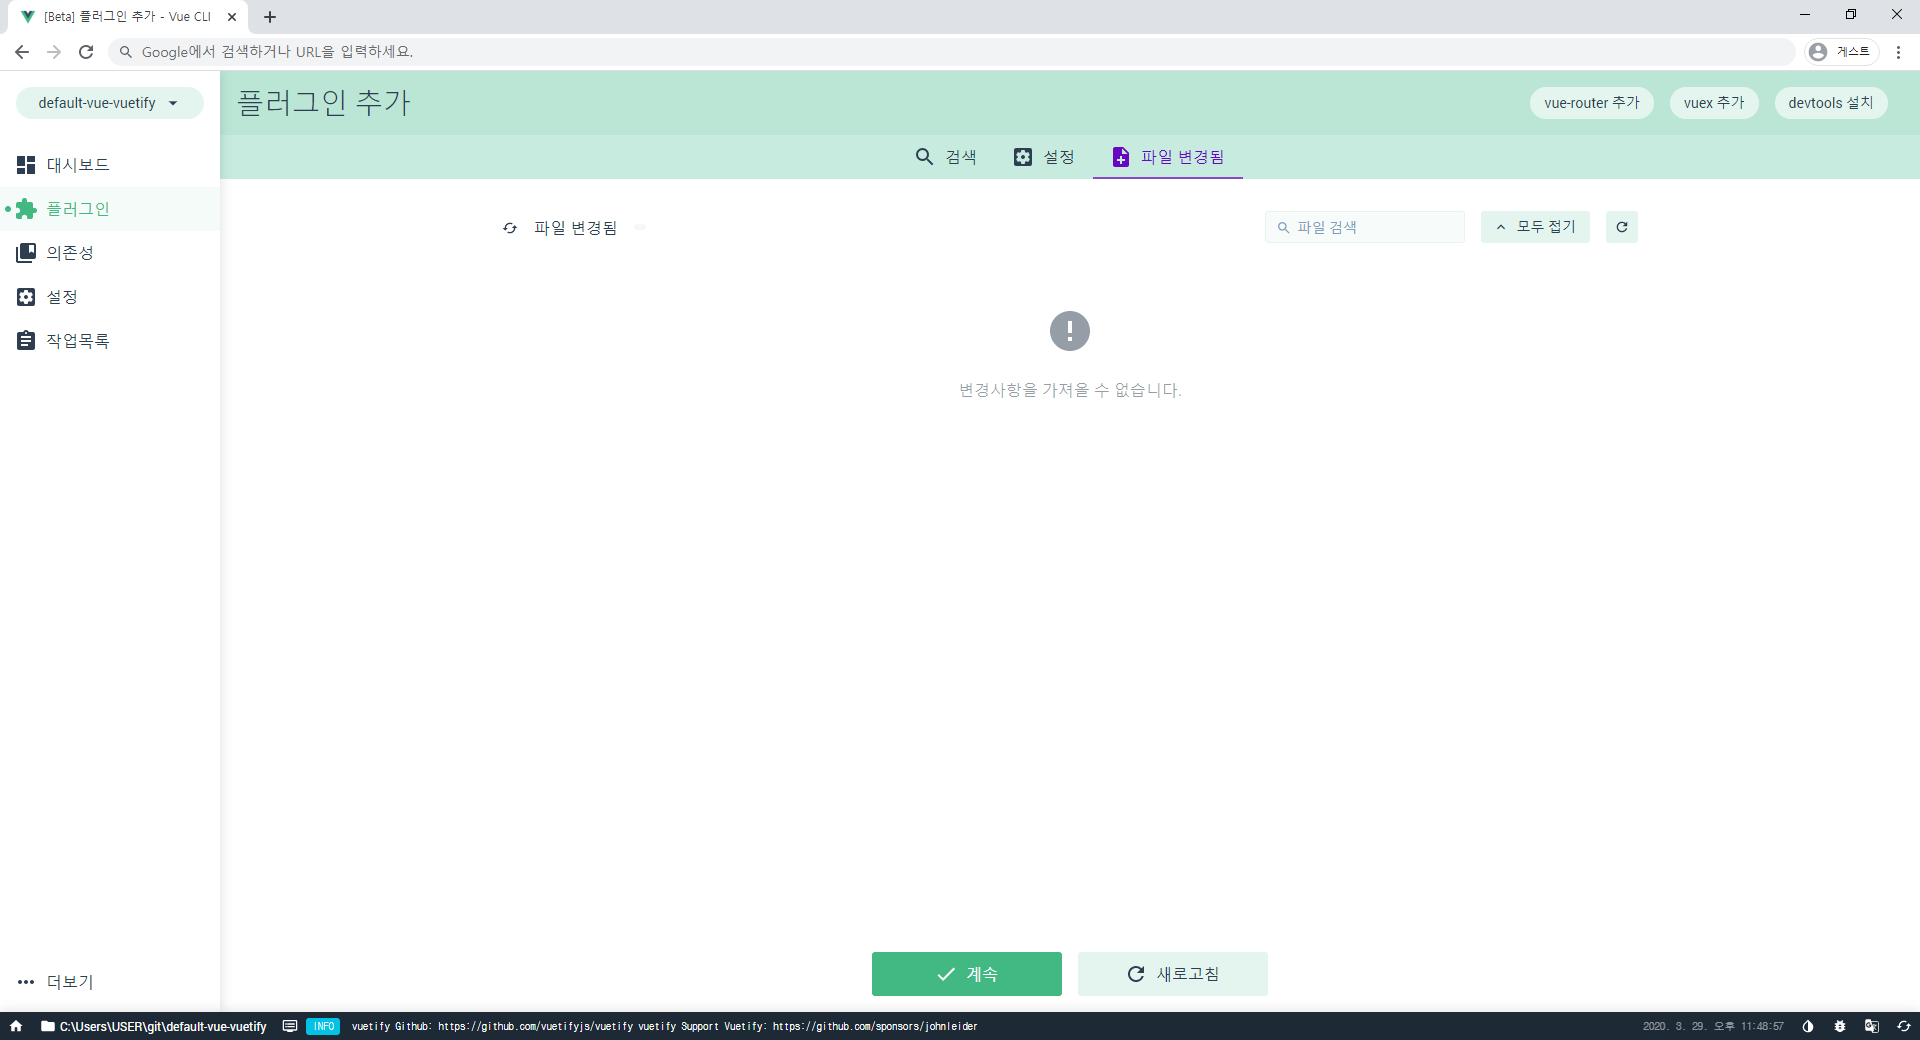 [Beta] 플러그인 추가 - Vue CLI
Google에서 검색하거나 URL을 입력하세요.
게스트
default-vue-vuetify
플러그인 추가
vue-router 추가
vuex 추가
devtools 설치
검색
설정
파일 변경됨
대시보드
플러그인
의존성
설정
작업목록
파일 변경됨
파일 검색
모두 접기
변경사항을 가져올 수 없습니다.
계속
새로고침
더보기
C:\Users\USER\git\default-vue-vuetify
INFO
vuetify Github: https://github.com/vuetifyjs/vuetify vuetify Support Vuetify: https://github.com/sponsors/johnleider
2020. 3. 29. 오후 11:48:57